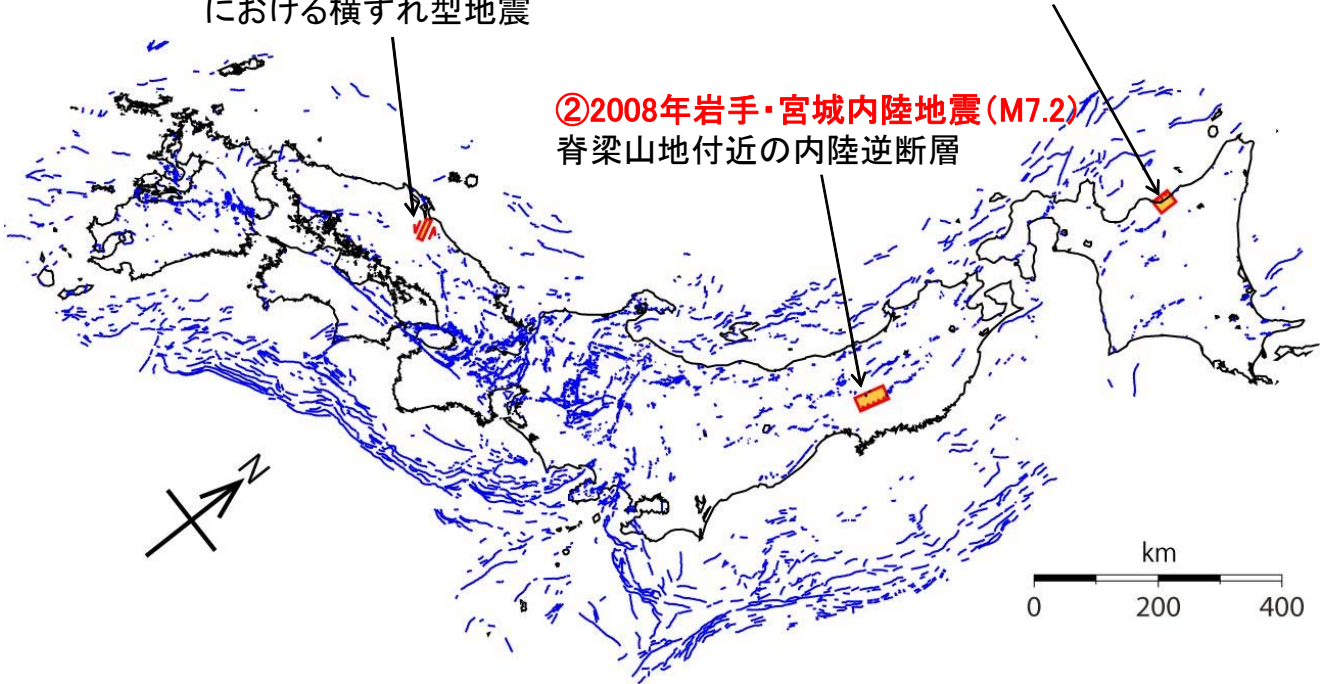 における横ずれ型地震
②2008年岩手・宮城内陸地震(M7.2)
脊梁山地付近の内陸逆断層
N
km
0 200 400